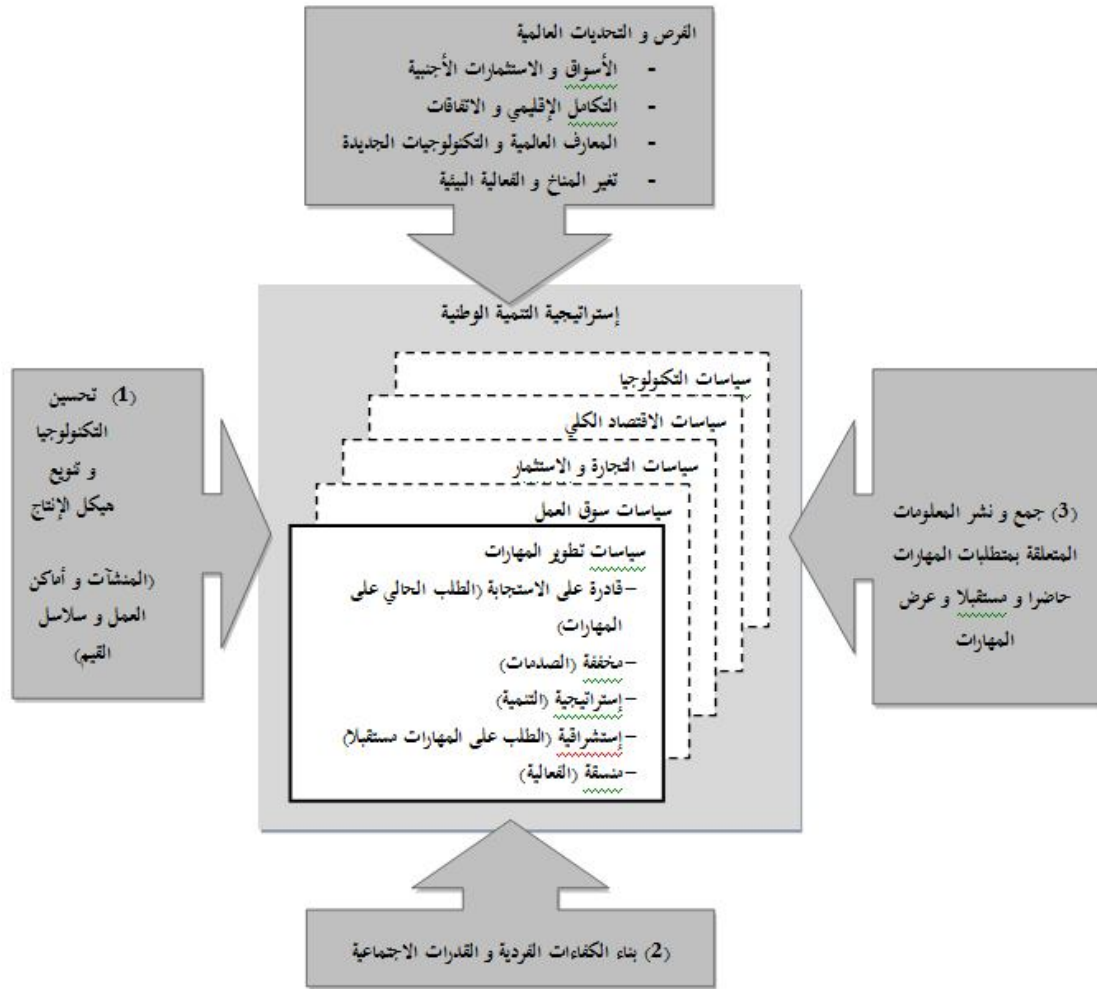 الفرص و التحديات العالمية
- الأسواق و الاستثمارات الأجنبية
- التكامل الإقليمي و الاتفاقات
- المعارف العالمية و التكنولوجيات الجديدة
- تغير المناخ و الفعالية البيئية
إستراتيجية التنمية الوطنية
سياسات التكنولوجيا
سياسات الاقتصاد الكلي
سياسات التجارة و الاستثمار
سياسات سوق العمل
سياسات تطوير المهارات
–قادرة على الاستجابة (الطلب الحالي على
المهارات)
–مخففة (الصدمات)
–إستراتيجية (التنمية)
–إستشراقية (الطلب على المهارات مستقبلا)
–منسقة (الفعالية)
(1) تحسين
التكنولوجيا
و تنويع
هيكل الإنتاج
(المنشآت و أماكن
العمل و سلاسل
القيم)
(3) جمع و نشر المعلومات
المتعلقة بمتطلبات المهارات
حاضرا و مستقبلا و عرض
المهارات
(2) بناء الكفاءات الفردية و القدرات الاجتماعية